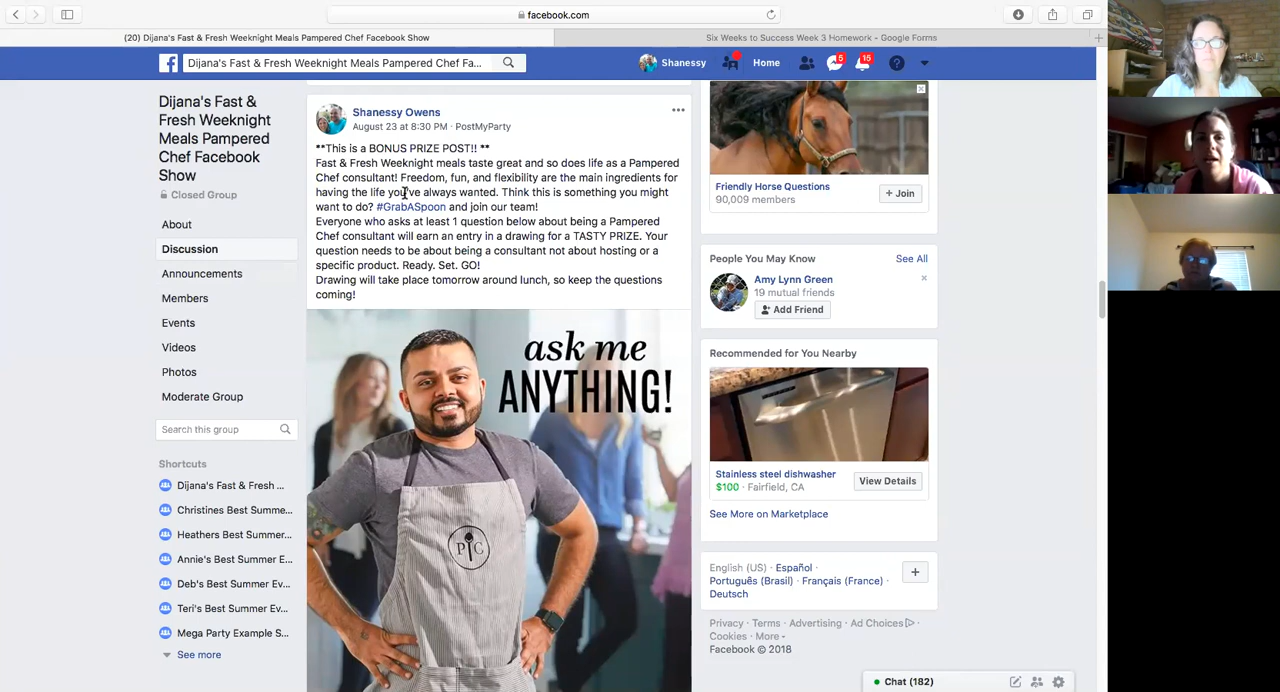 facebook.com
(20) Dijana's Fast & Fresh Weeknight Meals Pampered Chef Facebook Show
Six Weeks to Success Week 3 Homework - Google Forms
Dijana's Fast & Fresh Weeknight Meals Pampered Chef Fa...
Shanessy
Home
5
16
Dijana's Fast &
Fresh Weeknight
Meals Pampered
Chef Facebook
Show
Closed Group
About
Discussion
Announcements
Members
Events
Videos
Photos
Moderate Group
Search this group
Shortcuts
Dijana's Fast & Fresh ...
Christines Best Summe...
Heathers Best Summer...
Annie's Best Summer E...
Deb's Best Summer Ev...
Teri's Best Summer Ev...
Mega Party Example S...
See more
Shanessy Owens
August 23 at 8:30 PM · PostMyParty
**This is a BONUS PRIZE POST!! **
Fast & Fresh Weeknight meals taste great and so does life as a Pampered
Chef consultant! Freedom, fun, and flexibility are the main ingredients for
having the life you've always wanted. Think this is something you might
want to do? #GrabASpoon and join our team!
Everyone who asks at least 1 question below about being a Pampered
Chef consultant will earn an entry in a drawing for a TASTY PRIZE. Your
question needs to be about being a consultant not about hosting or a
specific product. Ready. Set. GO!
Drawing will take place tomorrow around lunch, so keep the questions
coming!
ask me
ANYTHING!
PC
Friendly Horse Questions
90,009 members
+ Join
People You May Know
See All
Amy Lynn Green
19 mutual friends
Add Friend
Recommended for You Nearby
Stainless steel dishwasher
$100 · Fairfield, CA
View Details
See More on Marketplace
English (US) · Español ·
Português (Brasil) · Français (France) ·
Deutsch
Privacy · Terms · Advertising · Ad Choices ·
Cookies · More
Facebook © 2018
Chat (182)